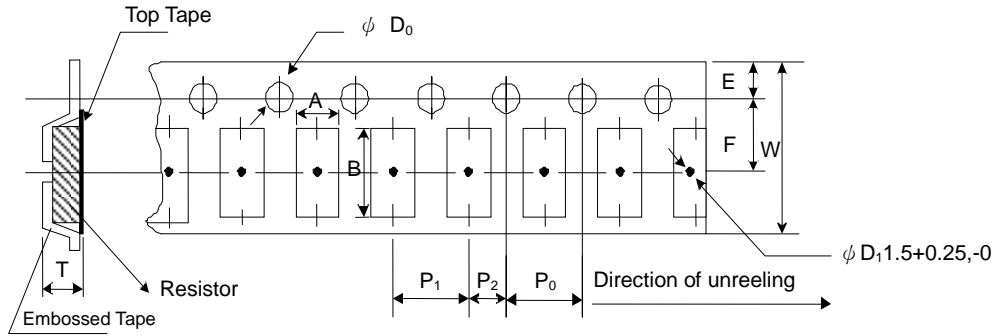 Top Tape
ϕ D₀
E
A
F
W
B
T
ϕ D₁1.5+0.25,-0
P₁
P₂
P₀
Direction of unreeling
Resistor
Embossed Tape